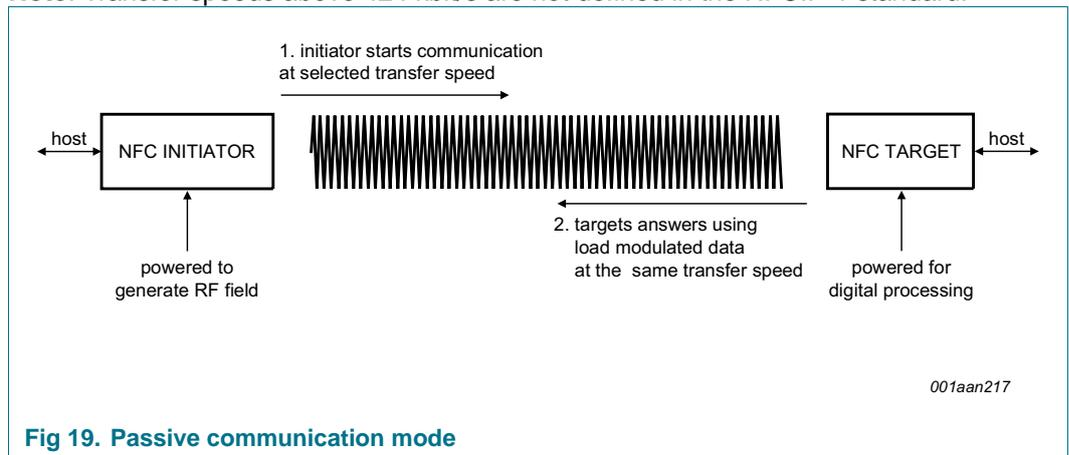 1. initiator starts communication
at selected transfer speed
host
NFC INITIATOR
NFC TARGET
host
2. targets answers using
load modulated data
at the same transfer speed
powered to
generate RF field
powered for
digital processing
001aan217
Fig 19. Passive communication mode